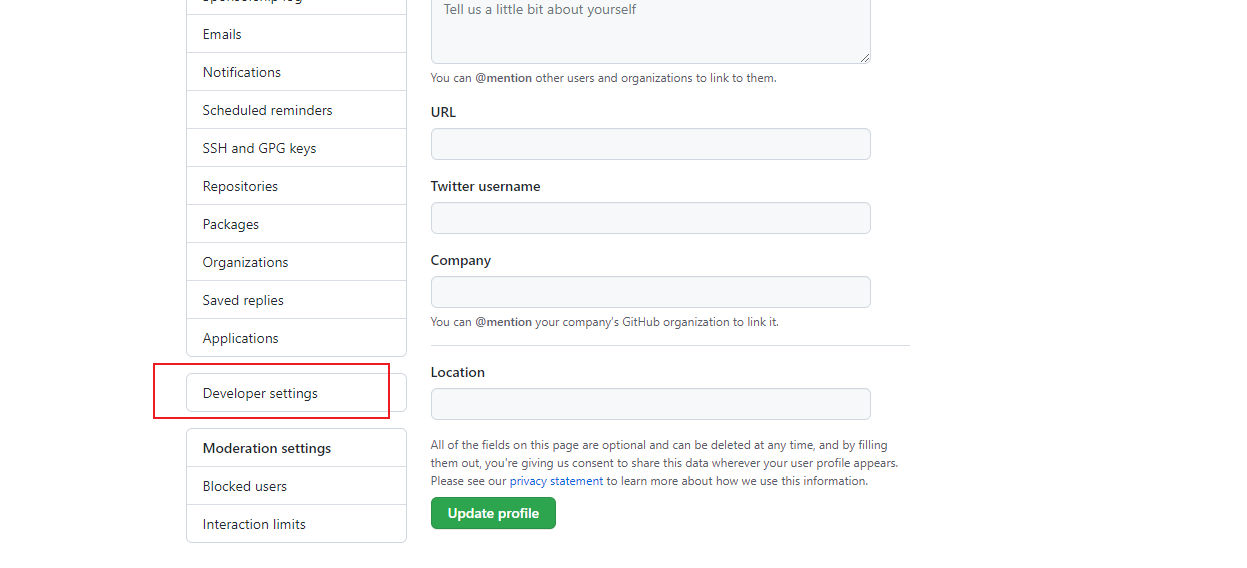 Emails
Notifications
Scheduled reminders
SSH and GPG keys
Repositories
Packages
Organizations
Saved replies
Applications
Developer settings
Moderation settings
Blocked users
Interaction limits
Tell us a little bit about yourself
You can @mention other users and organizations to link to them.
URL
Twitter username
Company
You can @mention your company's GitHub organization to link it.
Location
All of the fields on this page are optional and can be deleted at any time, and by filling
them out, you're giving us consent to share this data wherever your user profile appears.
Please see our privacy statement to learn more about how we use this information.
Update profile